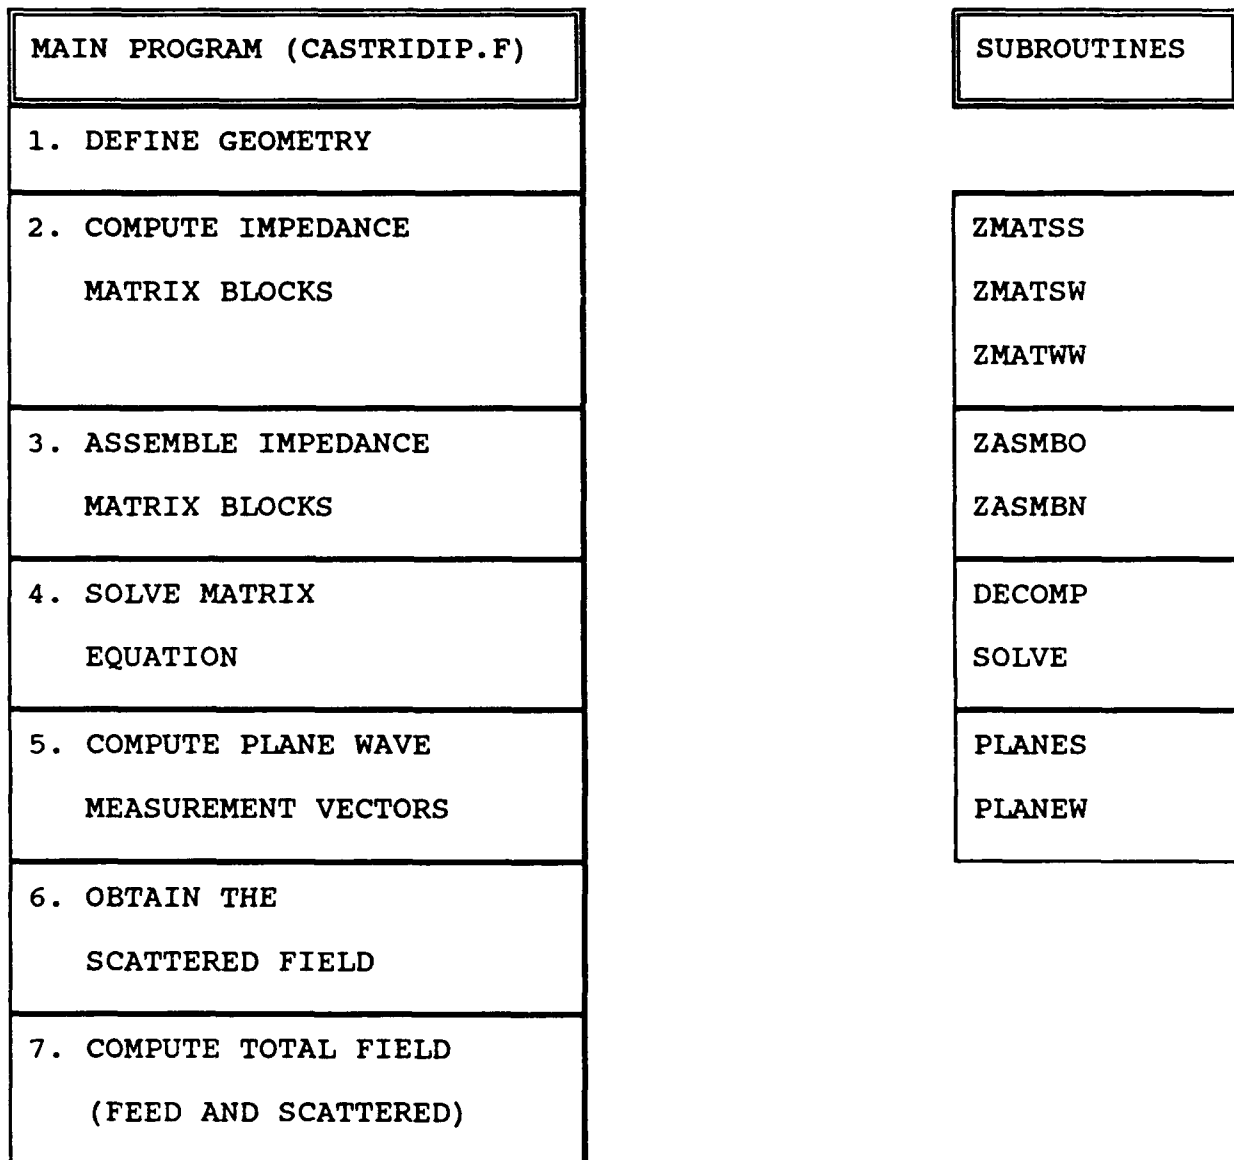 MAIN PROGRAM (CASTRIDIP.F)
SUBROUTINES
1. DEFINE GEOMETRY
2. COMPUTE IMPEDANCE
MATRIX BLOCKS
ZMATSS
ZMATSW
ZMATWW
3. ASSEMBLE IMPEDANCE
MATRIX BLOCKS
ZASMBO
ZASMBN
4. SOLVE MATRIX
EQUATION
DECOMP
SOLVE
5. COMPUTE PLANE WAVE
MEASUREMENT VECTORS
PLANES
PLANEW
6. OBTAIN THE
SCATTERED FIELD
7. COMPUTE TOTAL FIELD
(FEED AND SCATTERED)